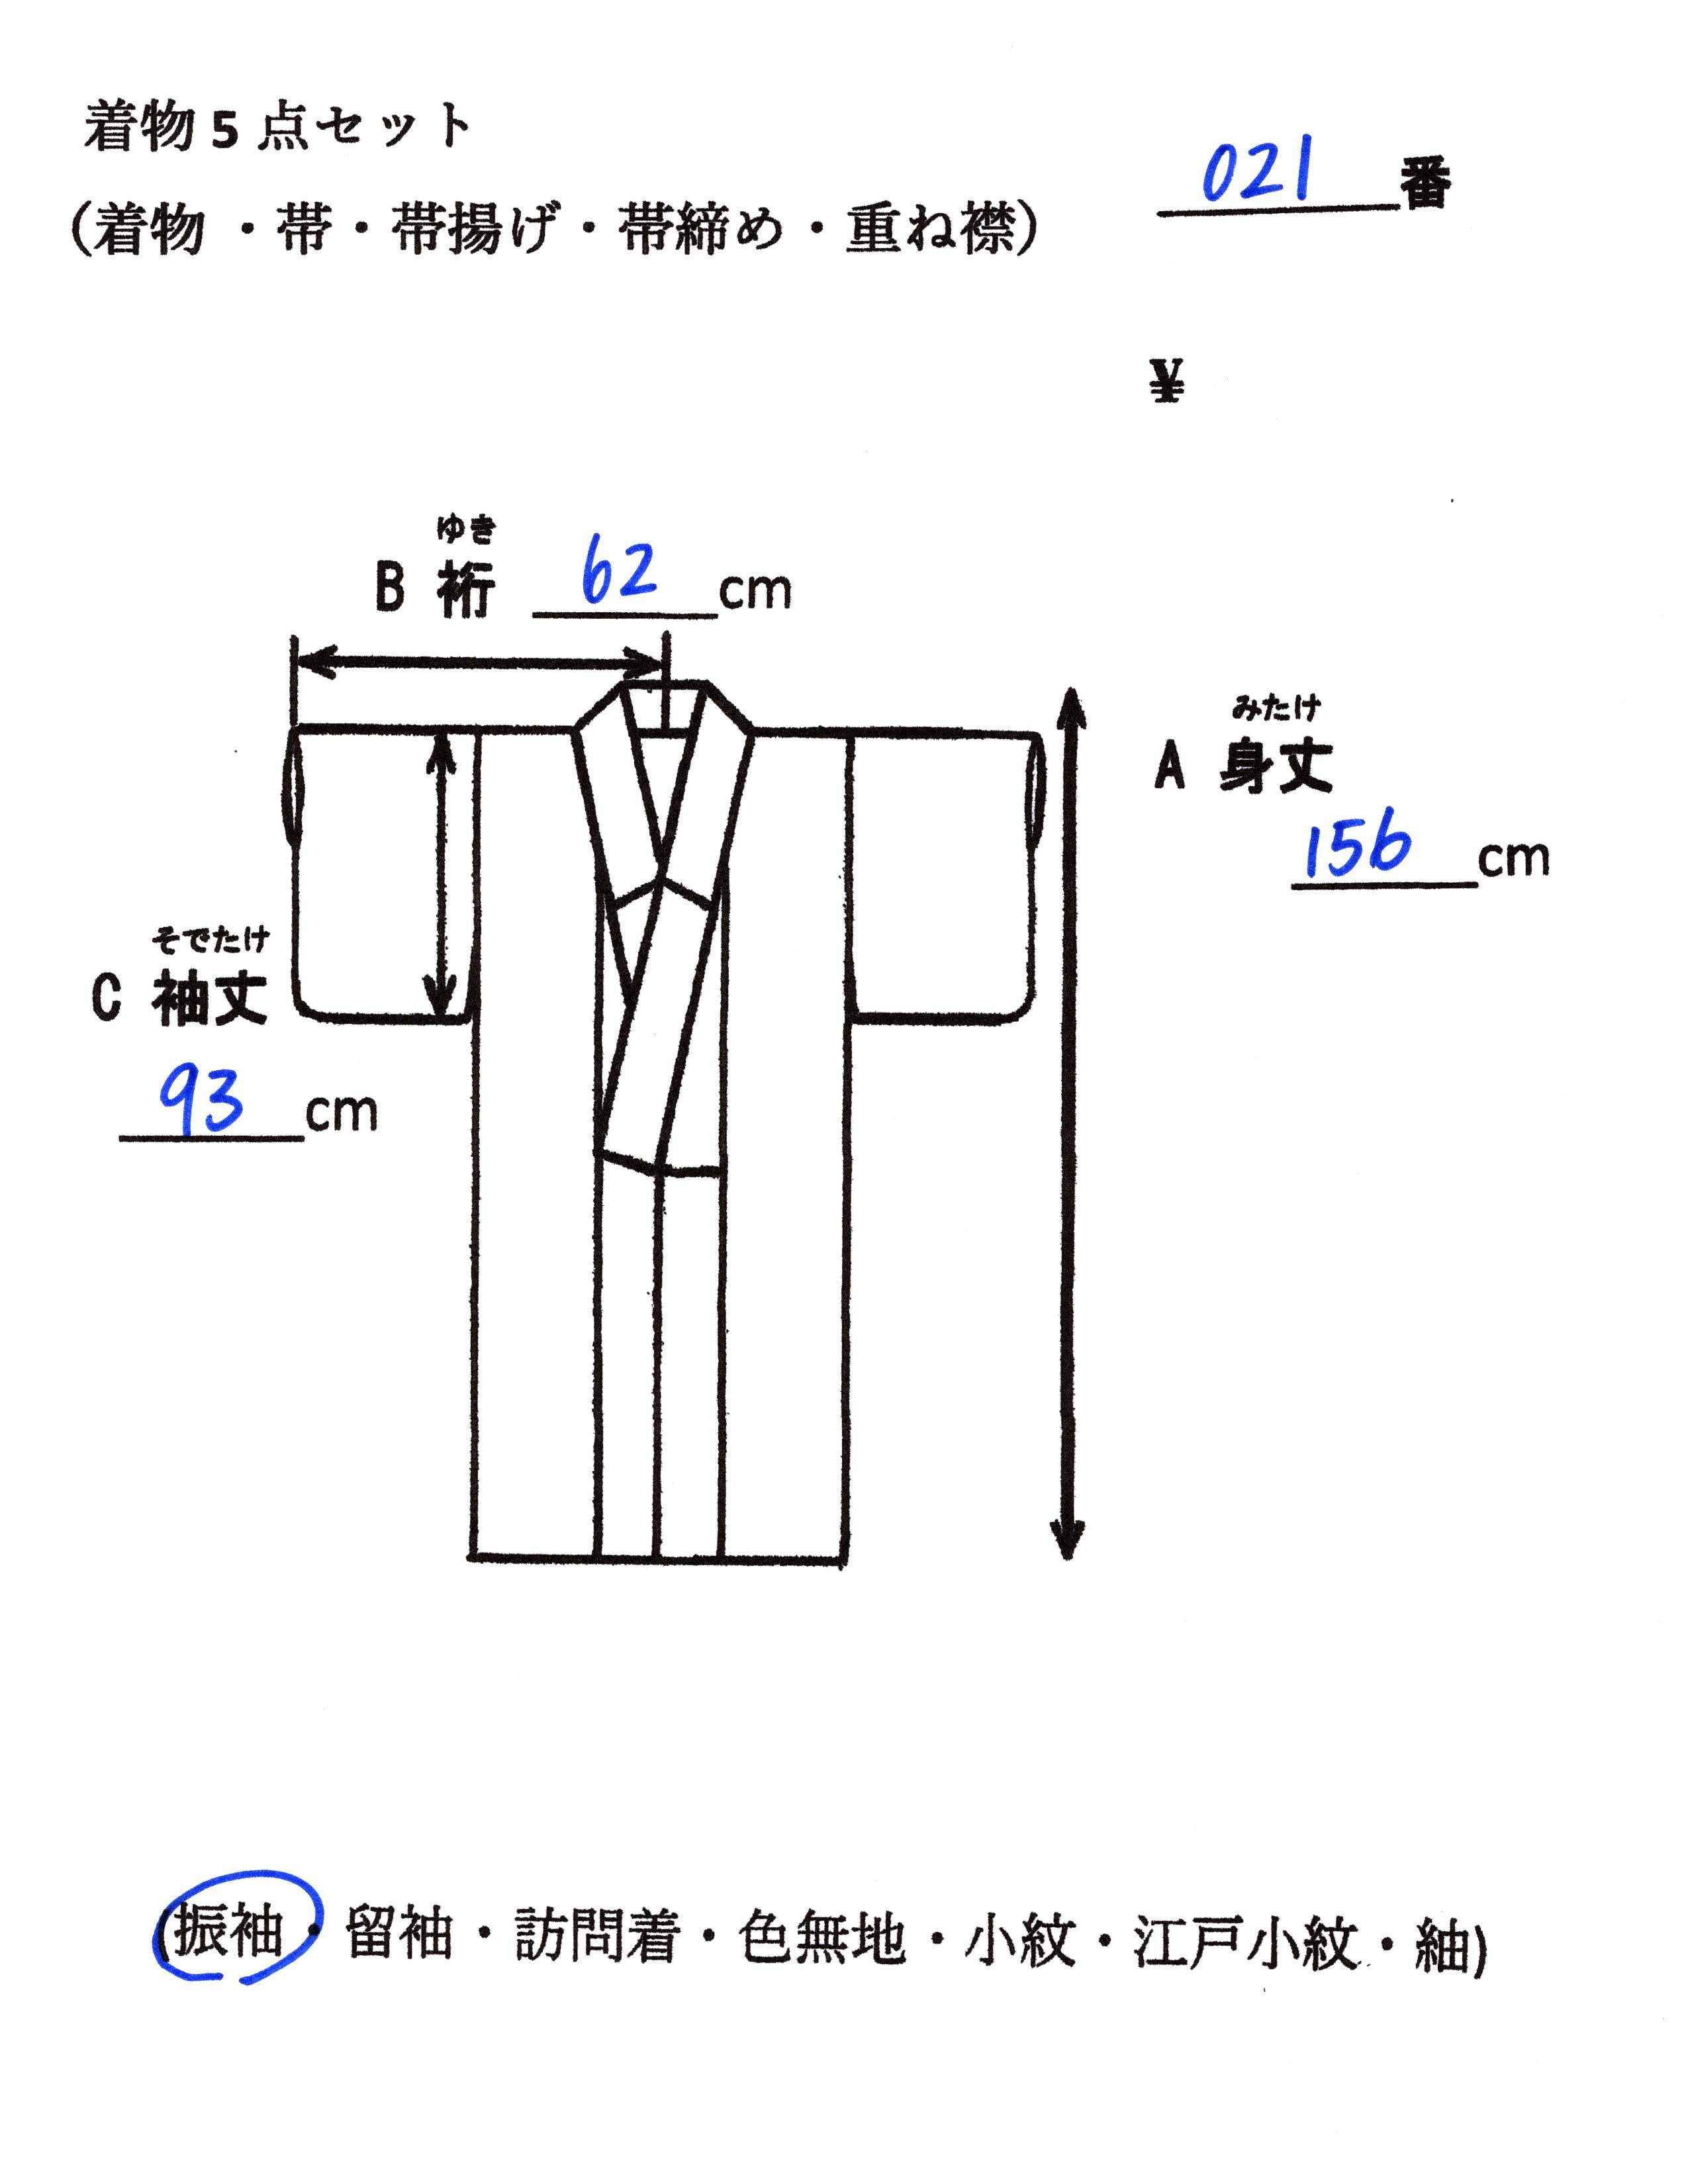 着物 5 点セット
021 番
(着物 ・帯・帯揚げ・帯締め・重ね襟)
¥
ゆき
B 裄 62 cm
みたけ
A 身丈
156 cm
そでたけ
C 袖丈
93 cm
(振袖・留袖・訪問着・色無地・小紋・江戸小紋・紬)